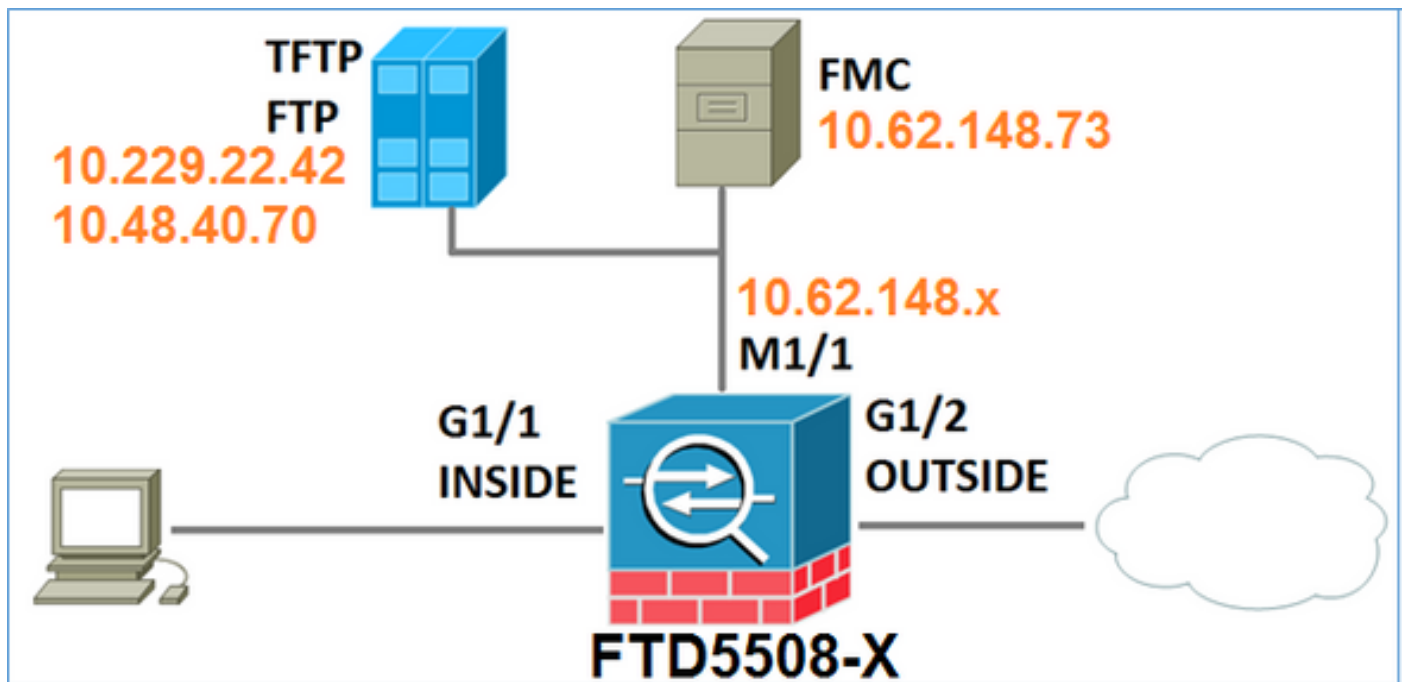 TFTP
FTP
10.229.22.42
10.48.40.70
FMC
10.62.148.73
10.62.148.x
M1/1
G1/1
INSIDE
G1/2
OUTSIDE
FTD5508-X